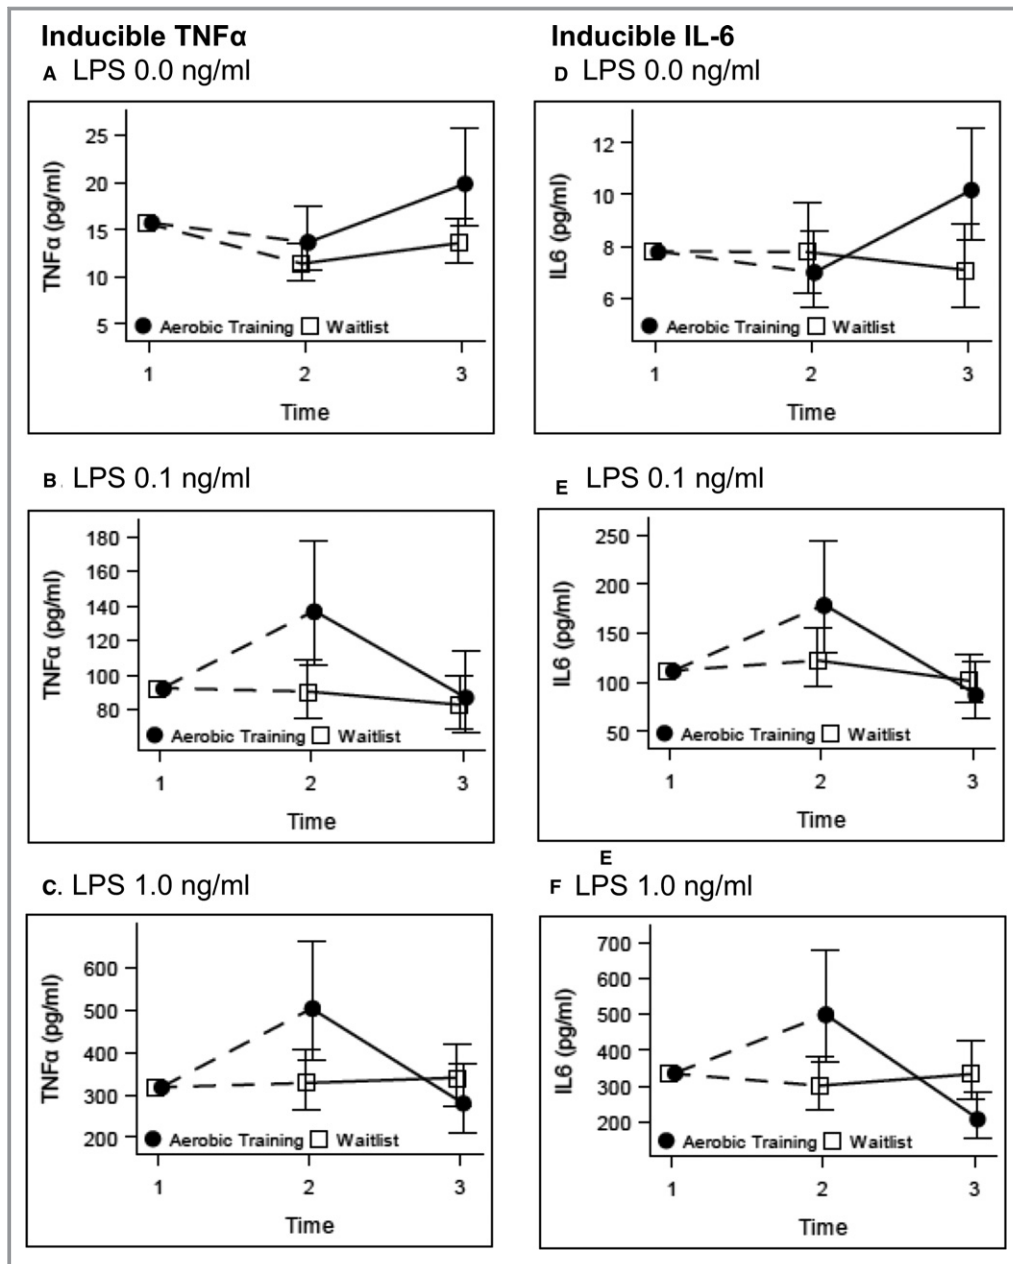 Inducible TNFα
A LPS 0.0 ng/ml
TNFα (pg/ml)
25
20
15
10
5
Aerobic Training Waitlist
1 2 3
Time
B. LPS 0.1 ng/ml
TNFα (pg/ml)
180
160
140
120
100
80
Aerobic Training Waitlist
1 2 3
Time
C. LPS 1.0 ng/ml
TNFα (pg/ml)
600
500
400
300
200
Aerobic Training Waitlist
1 2 3
Time
Inducible IL-6
D LPS 0.0 ng/ml
IL6 (pg/ml)
12
10
8
6
Aerobic Training Waitlist
1 2 3
Time
E LPS 0.1 ng/ml
IL6 (pg/ml)
250
200
150
100
50
Aerobic Training Waitlist
1 2 3
Time
E
F LPS 1.0 ng/ml
IL6 (pg/ml)
700
600
500
400
300
200
Aerobic Training Waitlist
1 2 3
Time